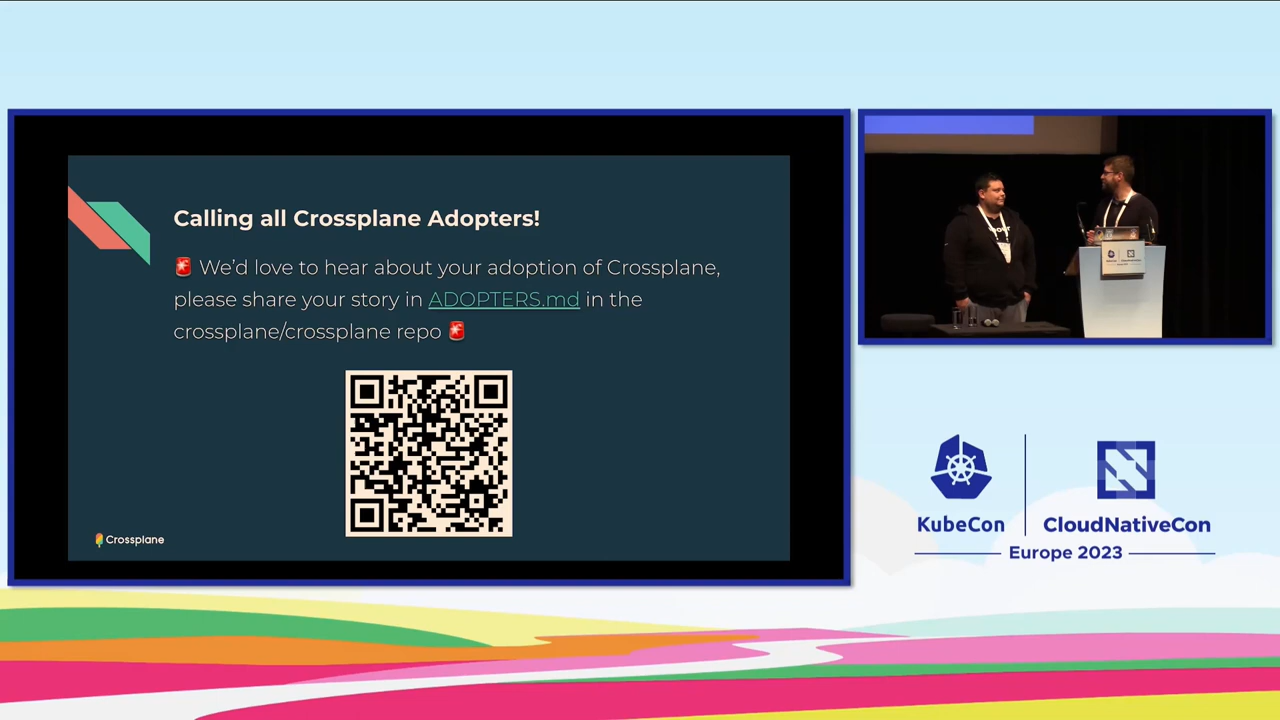 Calling all Crossplane Adopters!
🚨 We’d love to hear about your adoption of Crossplane,
please share your story in ADOPTERS.md in the
crossplane/crossplane repo 🚨
Crossplane
KubeCon
CloudNativeCon
Europe 2023